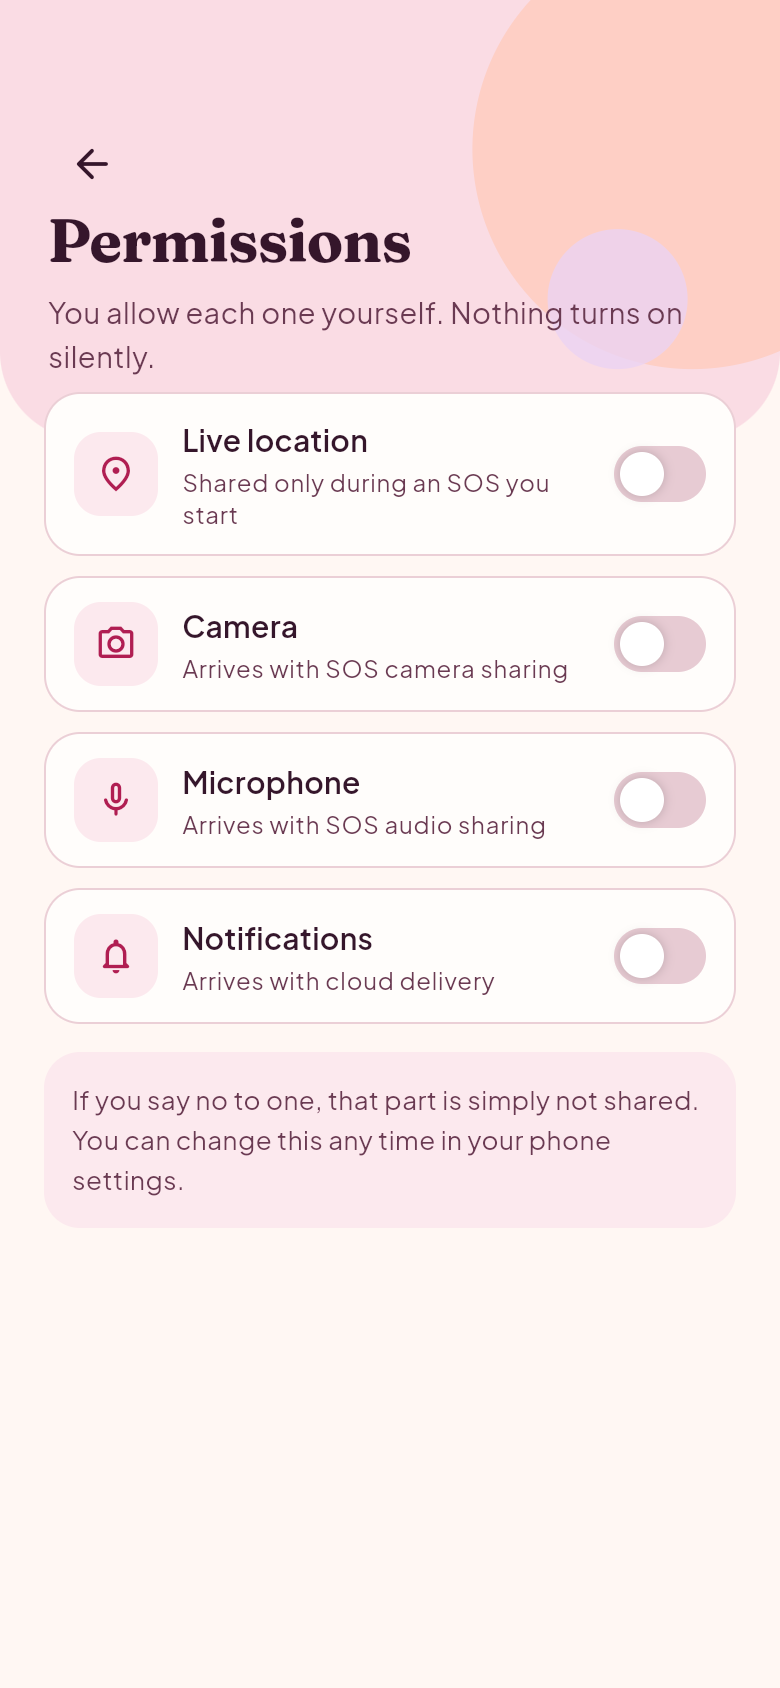 Permissions
You allow each one yourself. Nothing turns on
silently.
Live location
Shared only during an SOS you
start
Camera
Arrives with SOS camera sharing
Microphone
Arrives with SOS audio sharing
Notifications
Arrives with cloud delivery
If you say no to one, that part is simply not shared.
You can change this any time in your phone
settings.